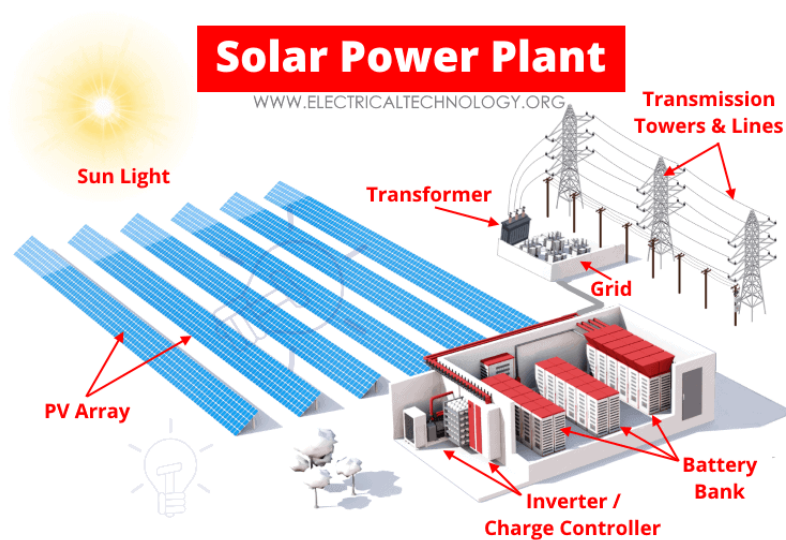 Solar Power Plant
WWW.ELECTRICALTECHNOLOGY.ORG
Transmission
Towers & Lines
Sun Light
Transformer
Grid
PV Array
Battery
Bank
Inverter /
Charge Controller